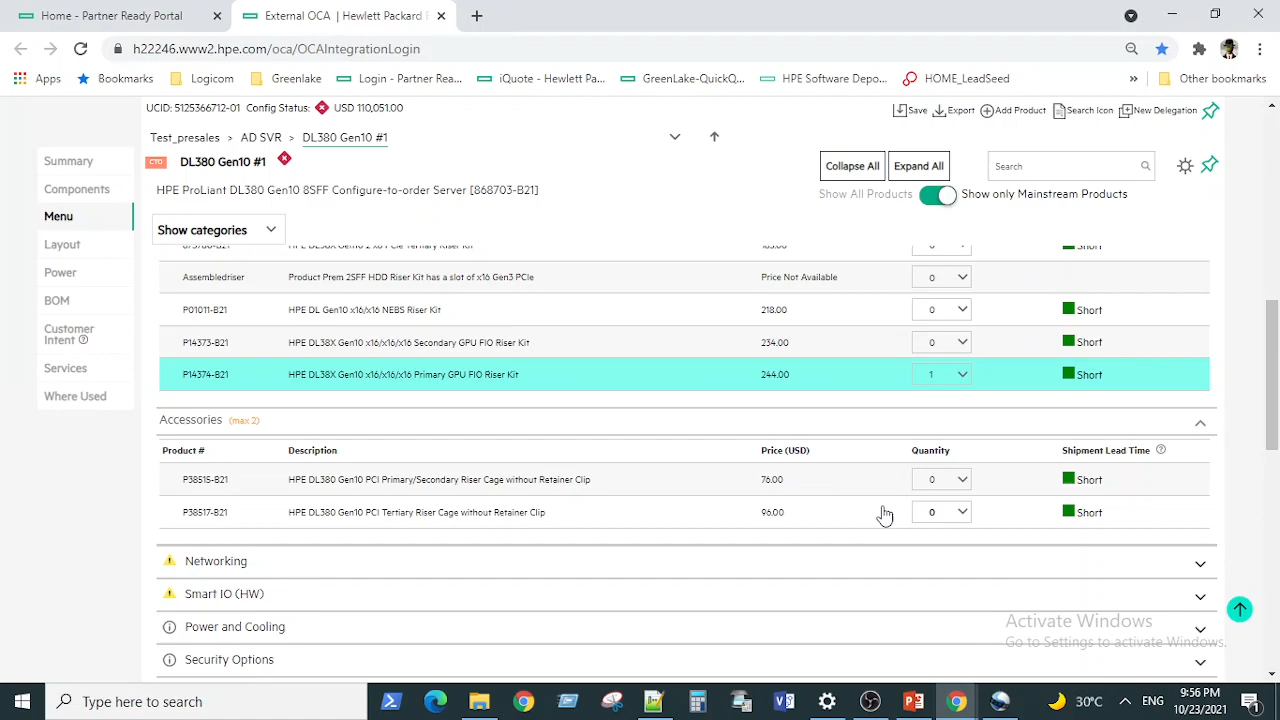 Home - Partner Ready Portal
External OCA | Hewlett Packard
h22246.www2.hpe.com/oca/OCAIntegrationLogin
Apps Bookmarks Logicom Greenlake Login - Partner Rea... iQuote - Hewlett Pa... GreenLake-QuickQ... HPE Software Depo... HOME_LeadSeed » Other bookmarks
UCID: 5125366712-01 Config Status: USD 110,051.00
Save Export Add Product Search Icon New Delegation
Test_presales > AD SVR > DL380 Gen10 #1
CTO DL380 Gen10 #1
Collapse All Expand All Search
HPE ProLiant DL380 Gen10 8SFF Configure-to-order Server [868703-B21]
Show All Products Show only Mainstream Products
Summary
Components
Menu
Layout
Power
BOM
Customer
Intent
Services
Where Used
Show categories
Assembledriser Product Prem 2SFF HDD Riser Kit has a slot of x16 Gen3 PCIe Price Not Available 0
P01011-B21 HPE DL Gen10 x16/x16 NEBS Riser Kit 218.00 0 Short
P14373-B21 HPE DL38X Gen10 x16/x16/x16 Secondary GPU FIO Riser Kit 234.00 0 Short
P14374-B21 HPE DL38X Gen10 x16/x16/x16 Primary GPU FIO Riser Kit 244.00 1 Short
Accessories (max 2)
Product # Description Price (USD) Quantity Shipment Lead Time
P38515-B21 HPE DL380 Gen10 PCI Primary/Secondary Riser Cage without Retainer Clip 76.00 0 Short
P38517-B21 HPE DL380 Gen10 PCI Tertiary Riser Cage without Retainer Clip 96.00 0 Short
Networking
Smart IO (HW)
Power and Cooling
Security Options
Activate Windows
Go to Settings to activate Windows.
Type here to search
30°C ENG
9:56 PM
10/23/2021
1